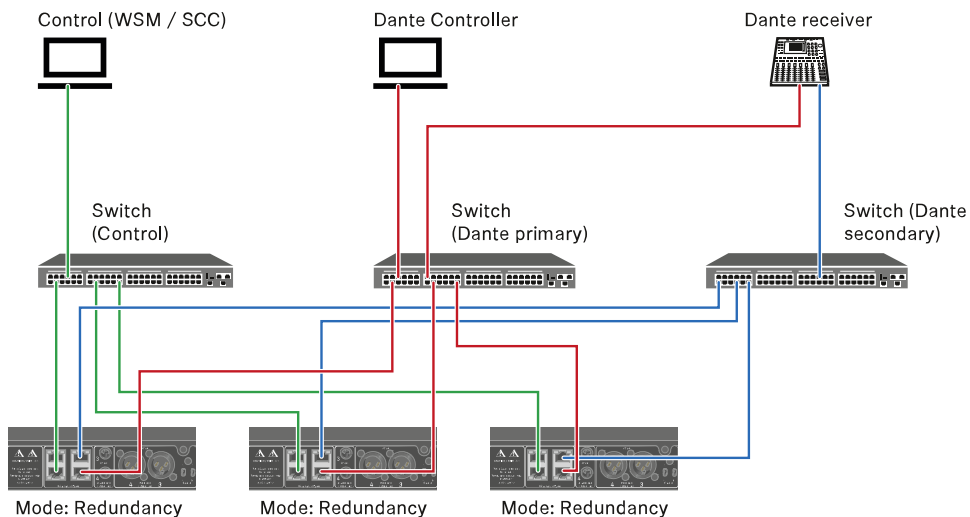 Control (WSM / SCC)
Dante Controller
Dante receiver
Switch
(Control)
Switch
(Dante primary)
Switch (Dante
secondary)
Mode: Redundancy
Mode: Redundancy
Mode: Redundancy